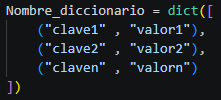 Nombre_diccionario = dict([
    ("clave1" , "valor1"),
    ("clave2" , "valor2"),
    ("claven" , "valorn")
])